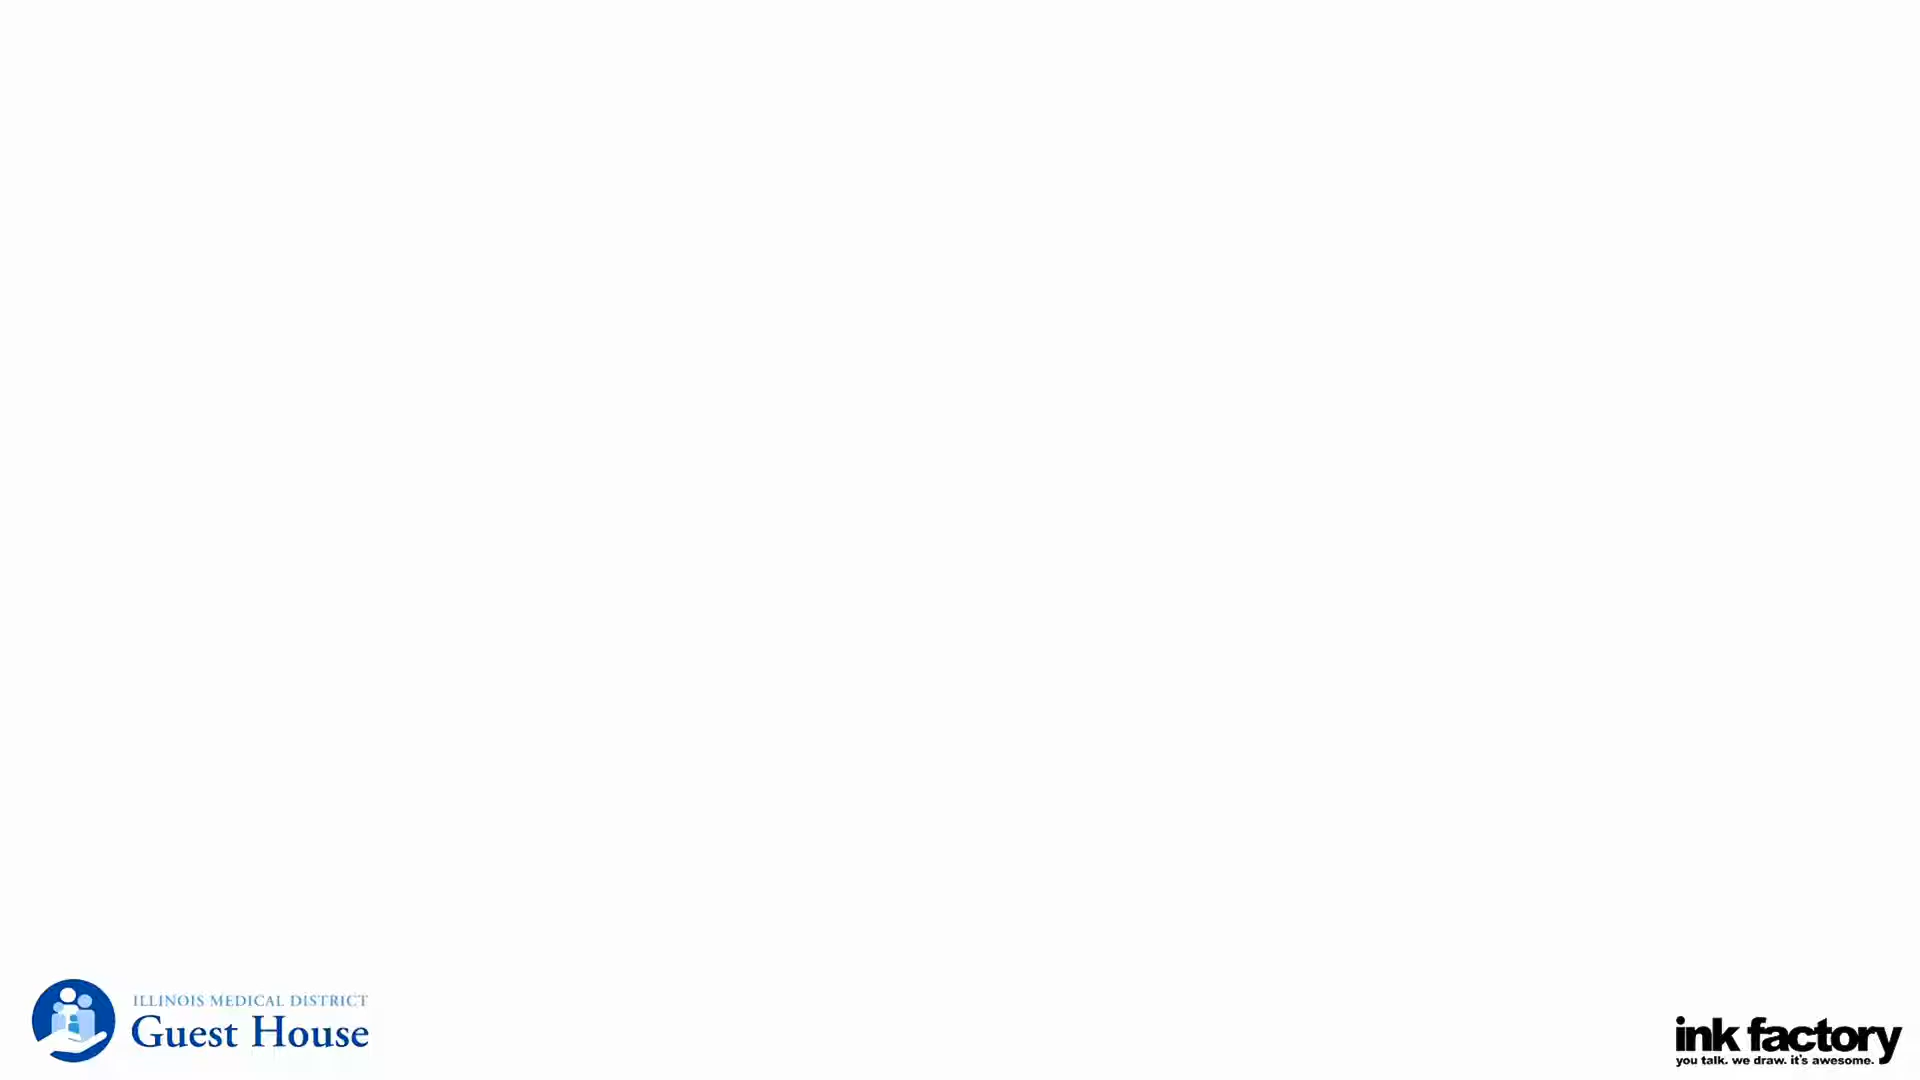 ILLINOIS MEDICAL DISTRICT
Guest House
ink factory
you talk. we draw. it's awesome.